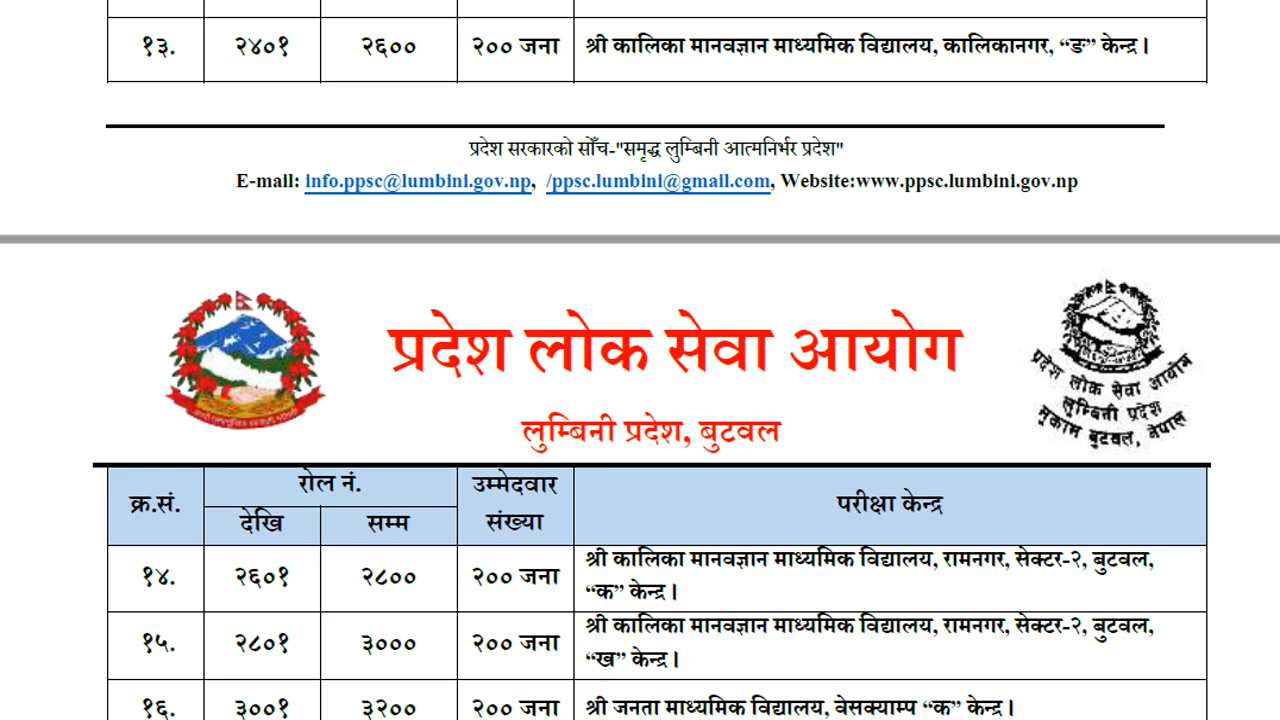 १३. २४०१ २६०० २०० जना श्री कालिका मानवज्ञान माध्यमिक विद्यालय, कालिकानगर, “ङ” केन्द्र।
प्रदेश सरकारको सोँच-"समृद्ध लुम्बिनी आत्मनिर्भर प्रदेश"
E-mail: info.ppsc@lumbini.gov.np, /ppsc.lumbini@gmail.com, Website:www.ppsc.lumbini.gov.np
प्रदेश लोक सेवा आयोग
लुम्बिनी प्रदेश, बुटवल
प्रदेश लोक सेवा आयोग
लुम्बिनी प्रदेश
मुकाम बुटवल, नेपाल
क्र.सं. रोल नं. उम्मेदवार संख्या परीक्षा केन्द्र
देखि सम्म
१४. २६०१ २८०० २०० जना श्री कालिका मानवज्ञान माध्यमिक विद्यालय, रामनगर, सेक्टर-२, बुटवल,
“क” केन्द्र।
१५. २८०१ ३००० २०० जना श्री कालिका मानवज्ञान माध्यमिक विद्यालय, रामनगर, सेक्टर-२, बुटवल,
“ख” केन्द्र।
१६. ३००१ ३२०० २०० जना श्री जनता माध्यमिक विद्यालय, वेसक्याम्प “क” केन्द्र।